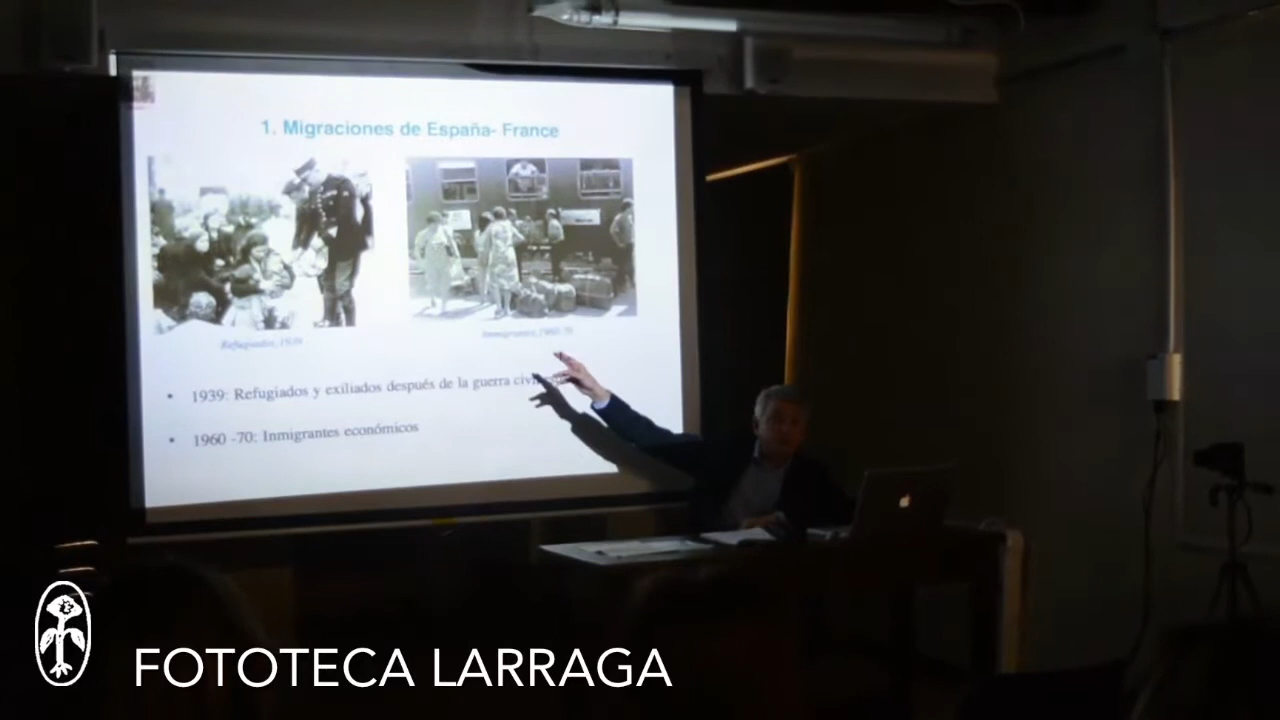 1. Migraciones de España- France
Refugiados, 1939
Inmigrantes, 1960-70
• 1939: Refugiados y exiliados después de la guerra civil
• 1960 -70: Inmigrantes económicos
FOTOTECA LARRAGA